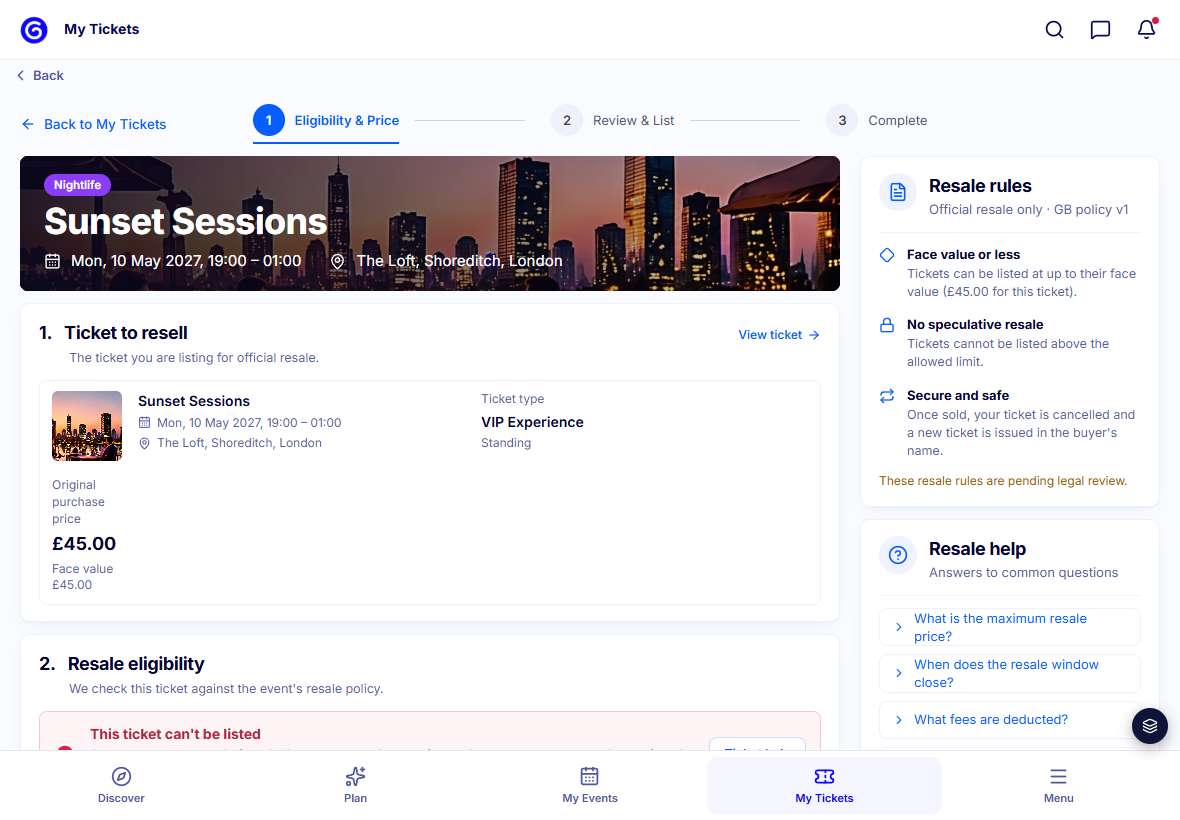 My Tickets
Back
Back to My Tickets
1
Eligibility & Price
2
Review & List
3
Complete
Nightlife
Sunset Sessions
Mon, 10 May 2027, 19:00 – 01:00
The Loft, Shoreditch, London
1. Ticket to resell
View ticket
The ticket you are listing for official resale.
Sunset Sessions
Mon, 10 May 2027, 19:00 – 01:00
The Loft, Shoreditch, London
Ticket type
VIP Experience
Standing
Original
purchase
price
£45.00
Face value
£45.00
2. Resale eligibility
We check this ticket against the event's resale policy.
This ticket can't be listed
Resale rules
Official resale only · GB policy v1
Face value or less
Tickets can be listed at up to their face
value (£45.00 for this ticket).
No speculative resale
Tickets cannot be listed above the
allowed limit.
Secure and safe
Once sold, your ticket is cancelled and
a new ticket is issued in the buyer's
name.
These resale rules are pending legal review.
Resale help
Answers to common questions
What is the maximum resale
price?
When does the resale window
close?
What fees are deducted?
Discover
Plan
My Events
My Tickets
Menu